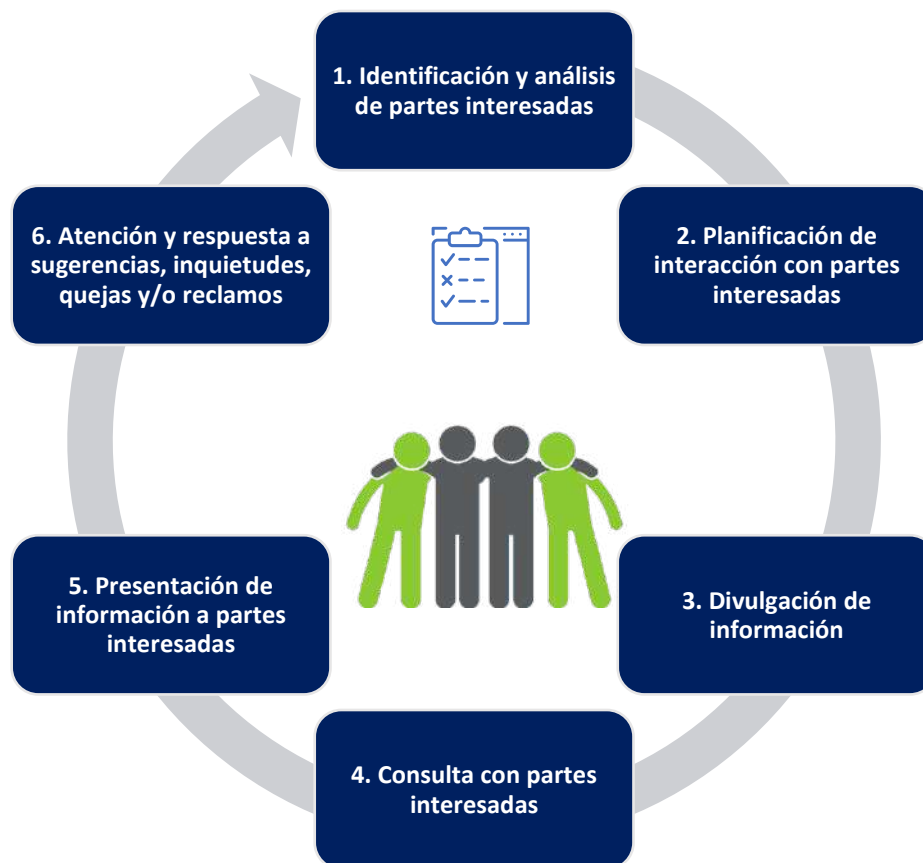 1. Identificación y análisis
de partes interesadas
2. Planificación de
interacción con partes
interesadas
3. Divulgación de
información
4. Consulta con partes
interesadas
5. Presentación de
información a partes
interesadas
6. Atención y respuesta a
sugerencias, inquietudes,
quejas y/o reclamos